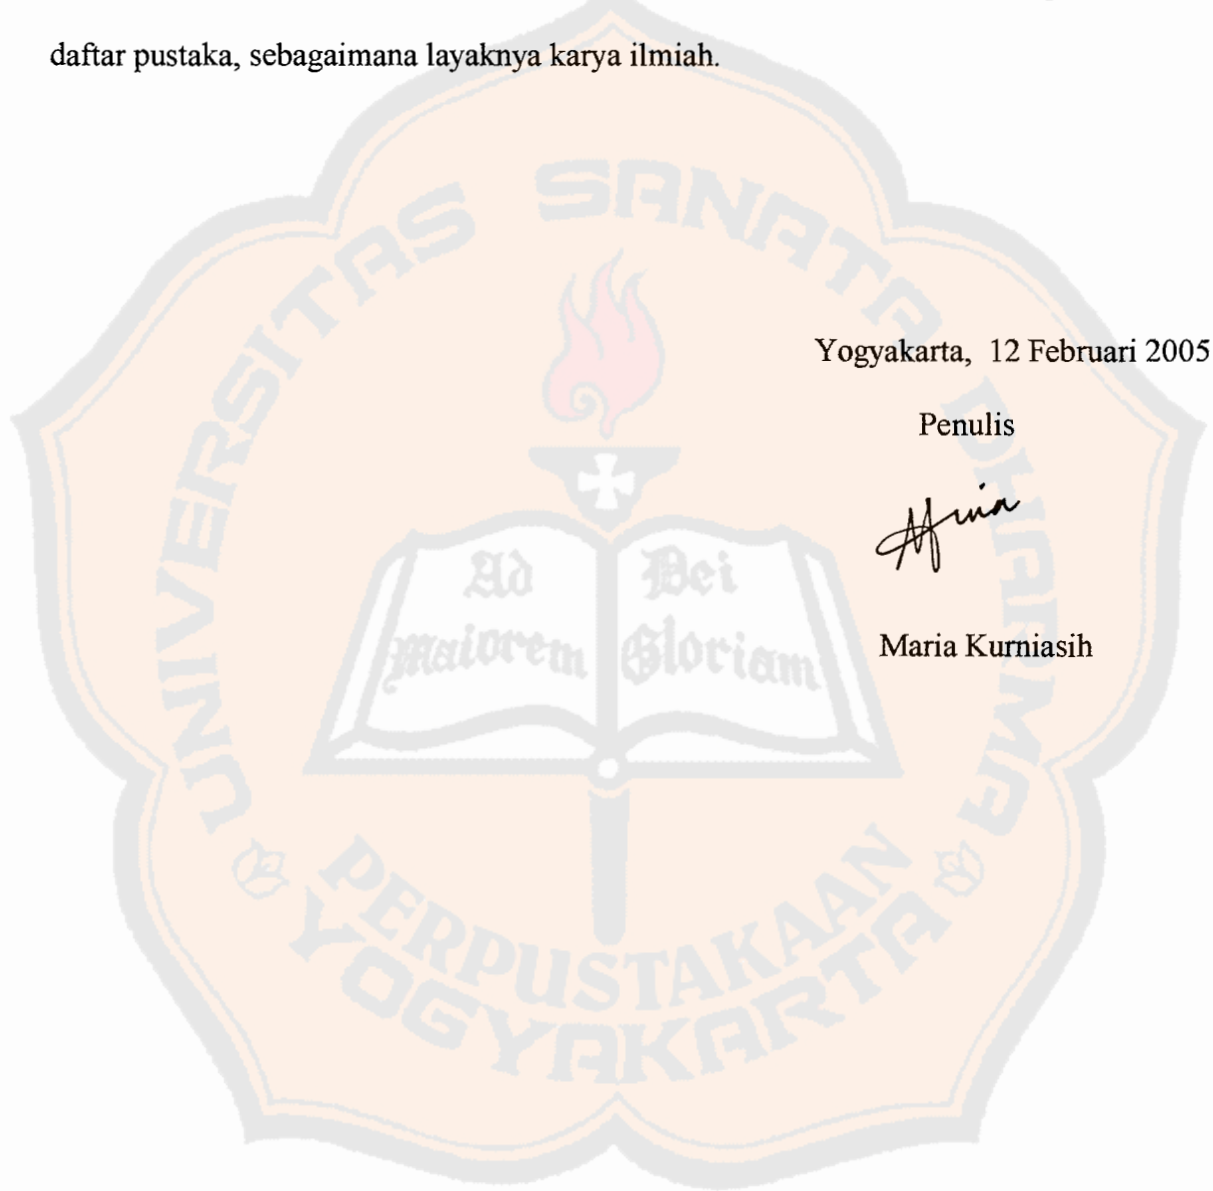 daftar pustaka, sebagaimana layaknya karya ilmiah.
UNIVERSITAS SANATA DHARMA
Yogyakarta, 12 Februari 2005
Penulis
Ad Dei
Maiorem Gloriam
Maria Kurniasih
PERPUSTAKAAN
YOGYAKARTA